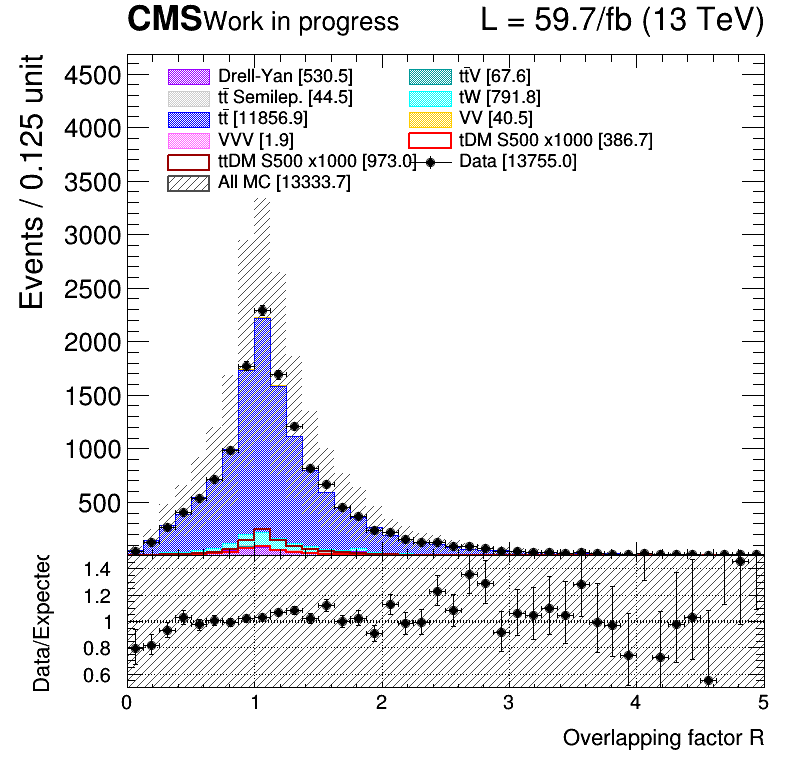 CMS Work in progress L = 59.7/fb (13 TeV)
Events / 0.125 unit
4500
4000
3500
3000
2500
2000
1500
1000
500
Drell-Yan [530.5] tt̄V [67.6]
tt̄ Semilep. [44.5] tW [791.8]
tt̄ [11856.9] VV [40.5]
VVV [1.9] tDM S500 x1000 [386.7]
ttDM S500 x1000 [973.0] Data [13755.0]
All MC [13333.7]
Data/Expected
1.4
1.2
1
0.8
0.6
0 1 2 3 4 5
Overlapping factor R